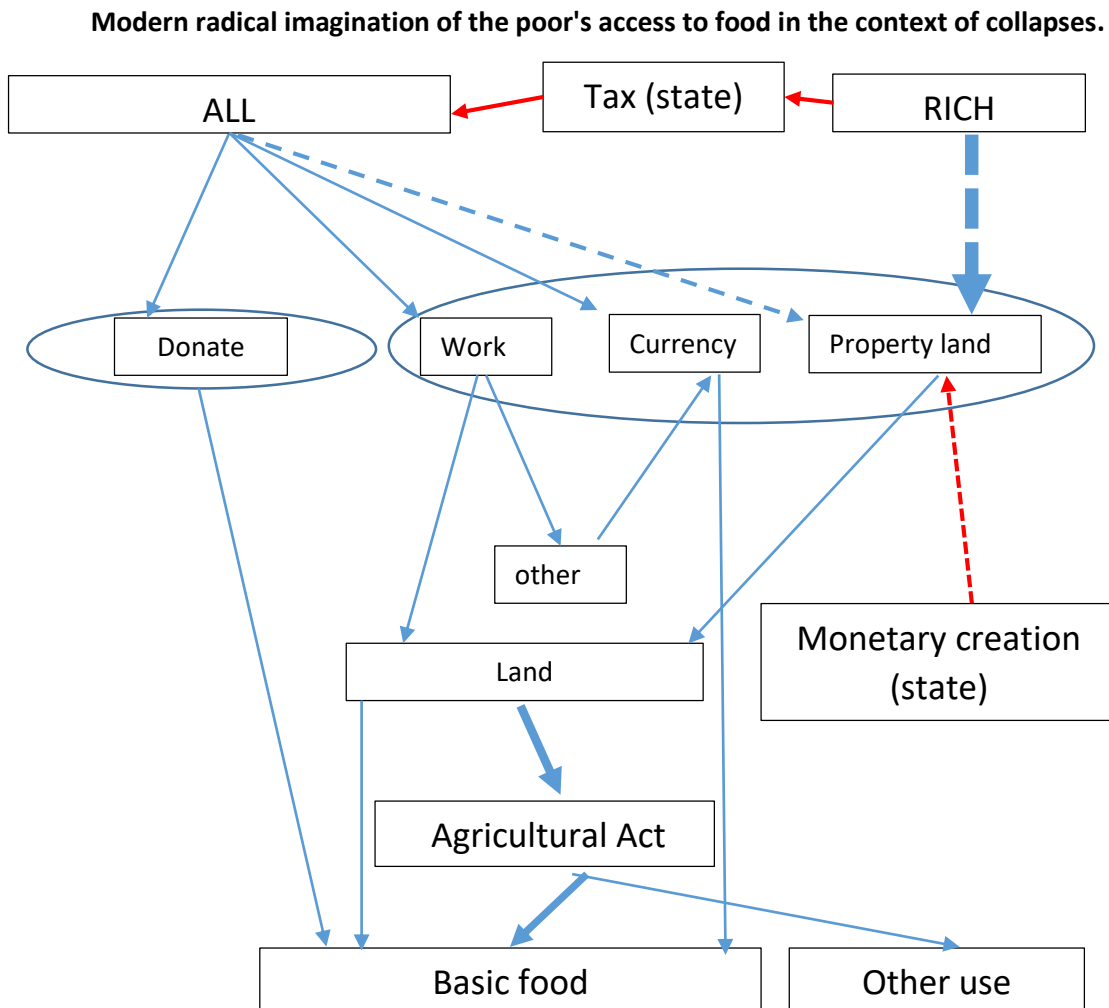 Modern radical imagination of the poor's access to food in the context of collapses.
ALL
Tax (state)
RICH
Donate
Work
Currency
Property land
other
Land
Monetary creation
(state)
Agricultural Act
Basic food
Other use